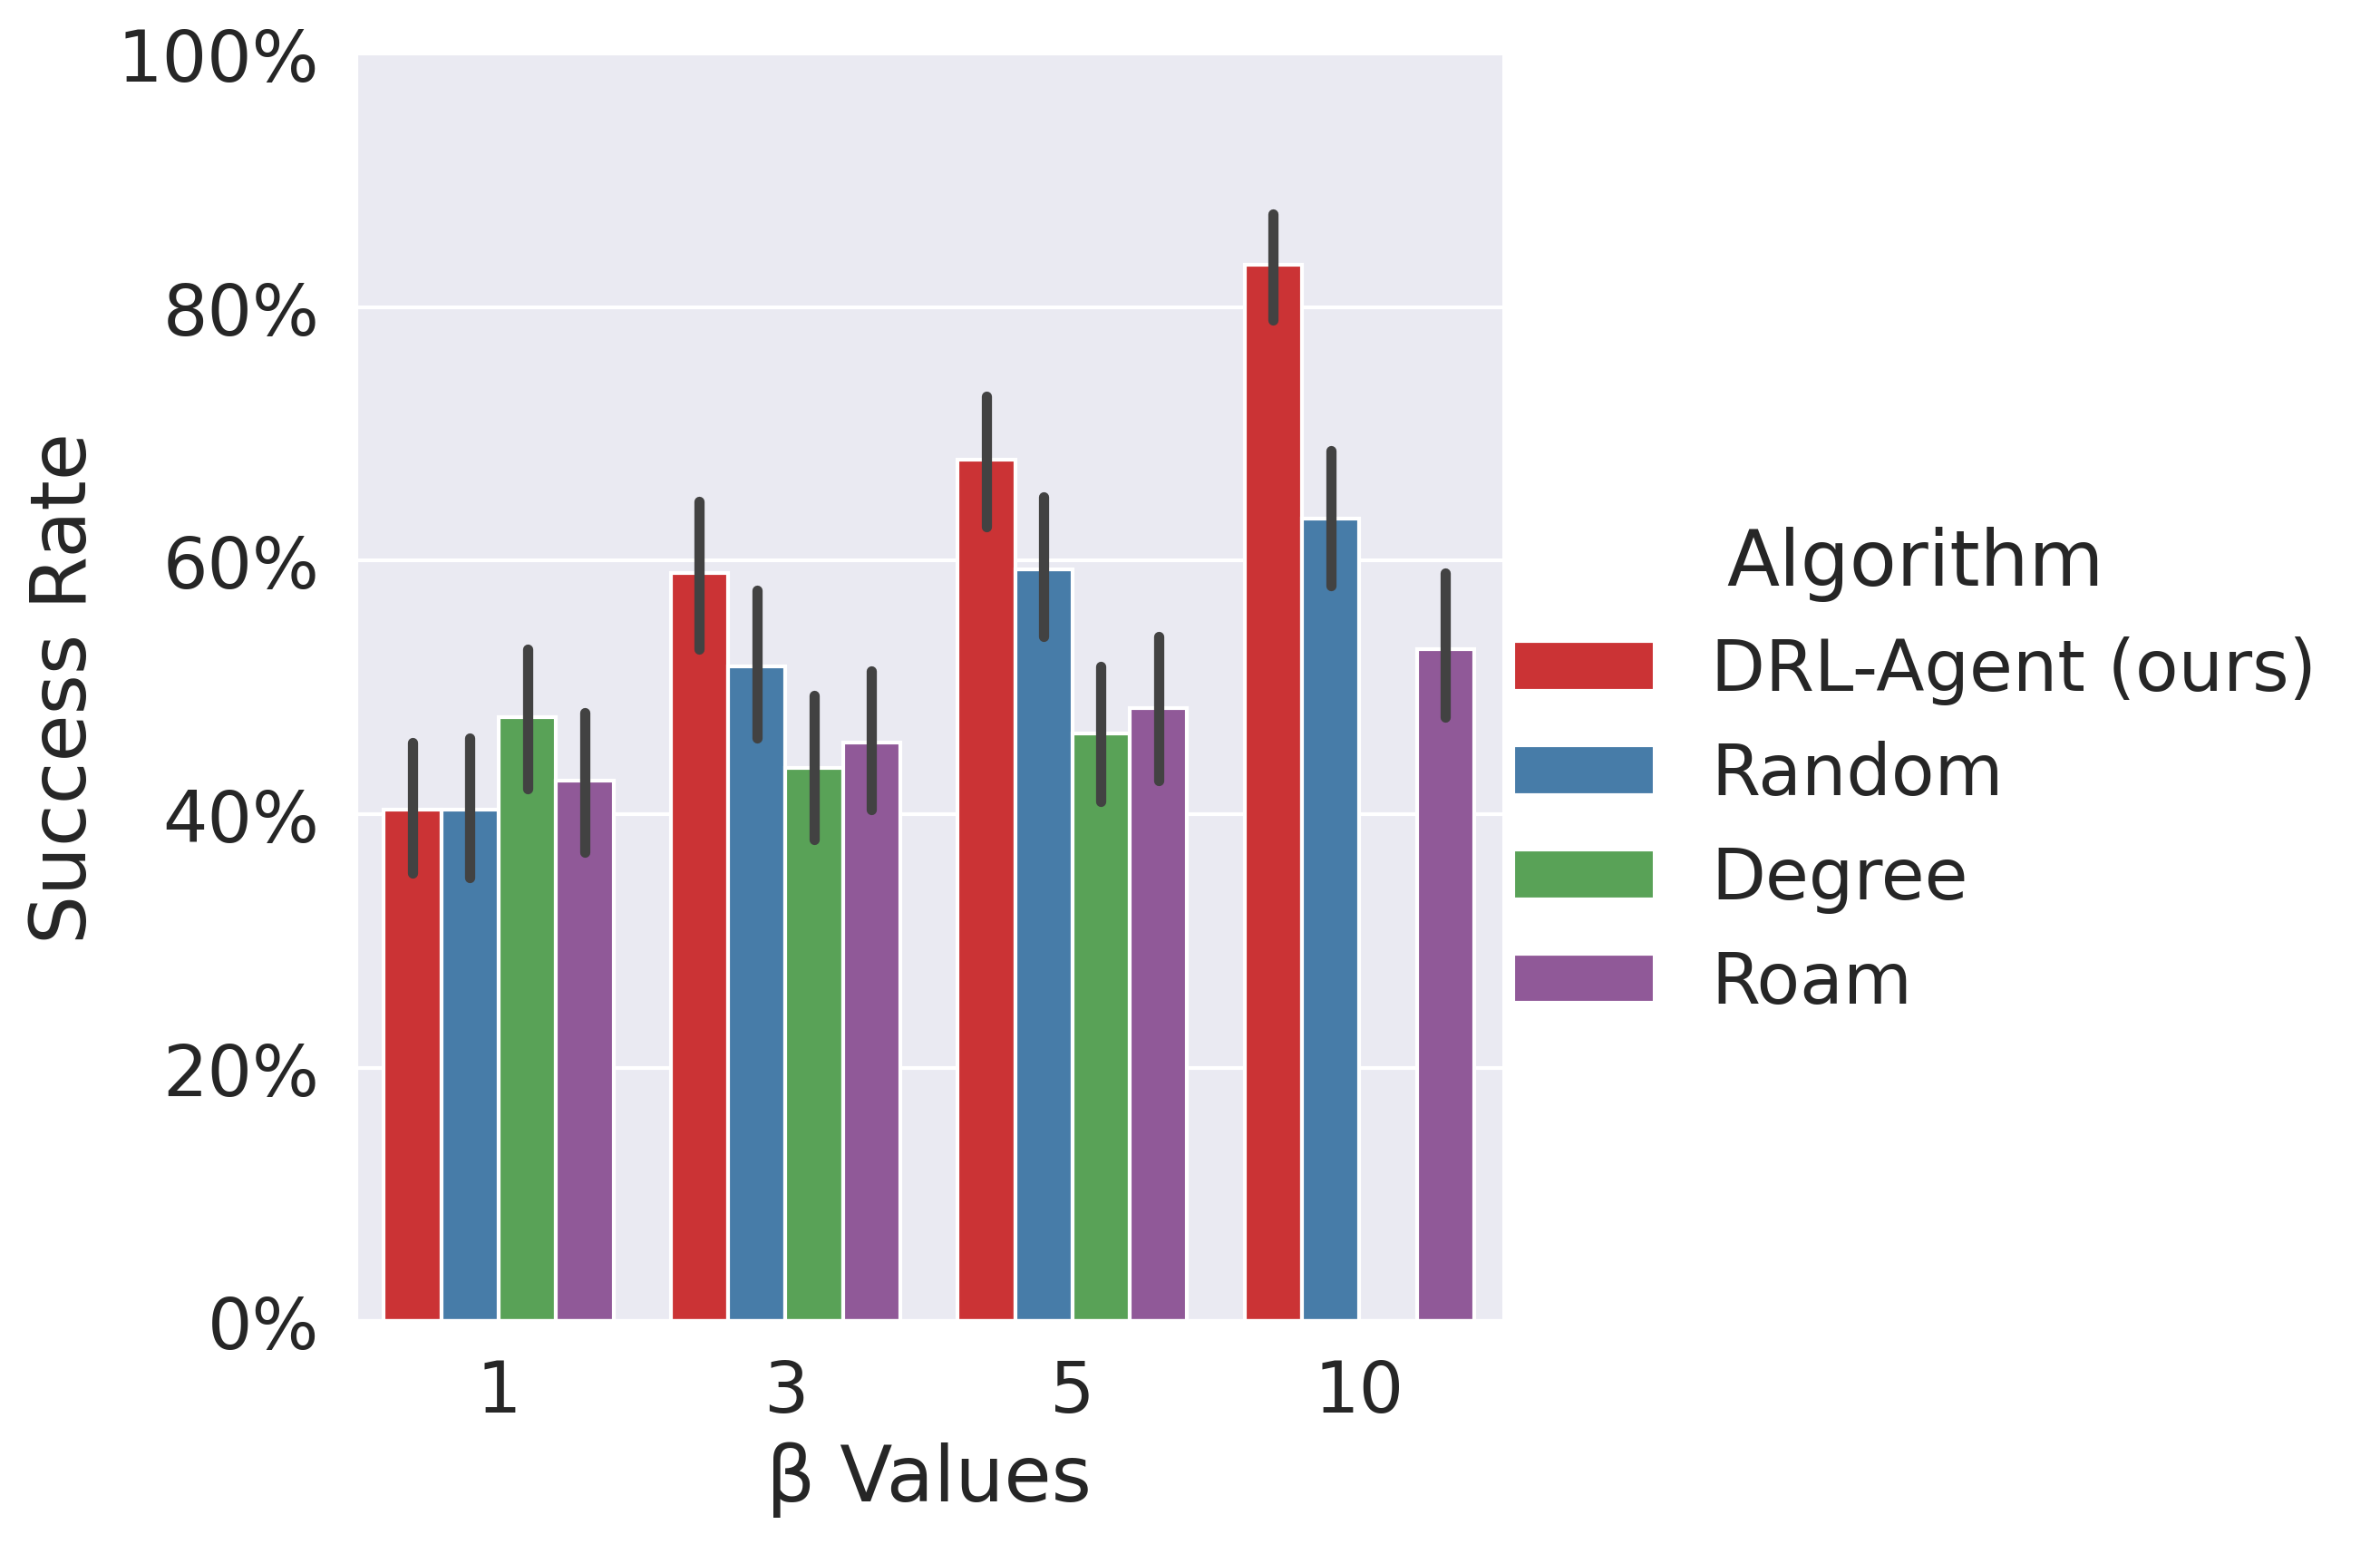 100%
80%
60%
40%
20%
0%
Success Rate
1 3 5 10
β Values
Algorithm
DRL-Agent (ours)
Random
Degree
Roam